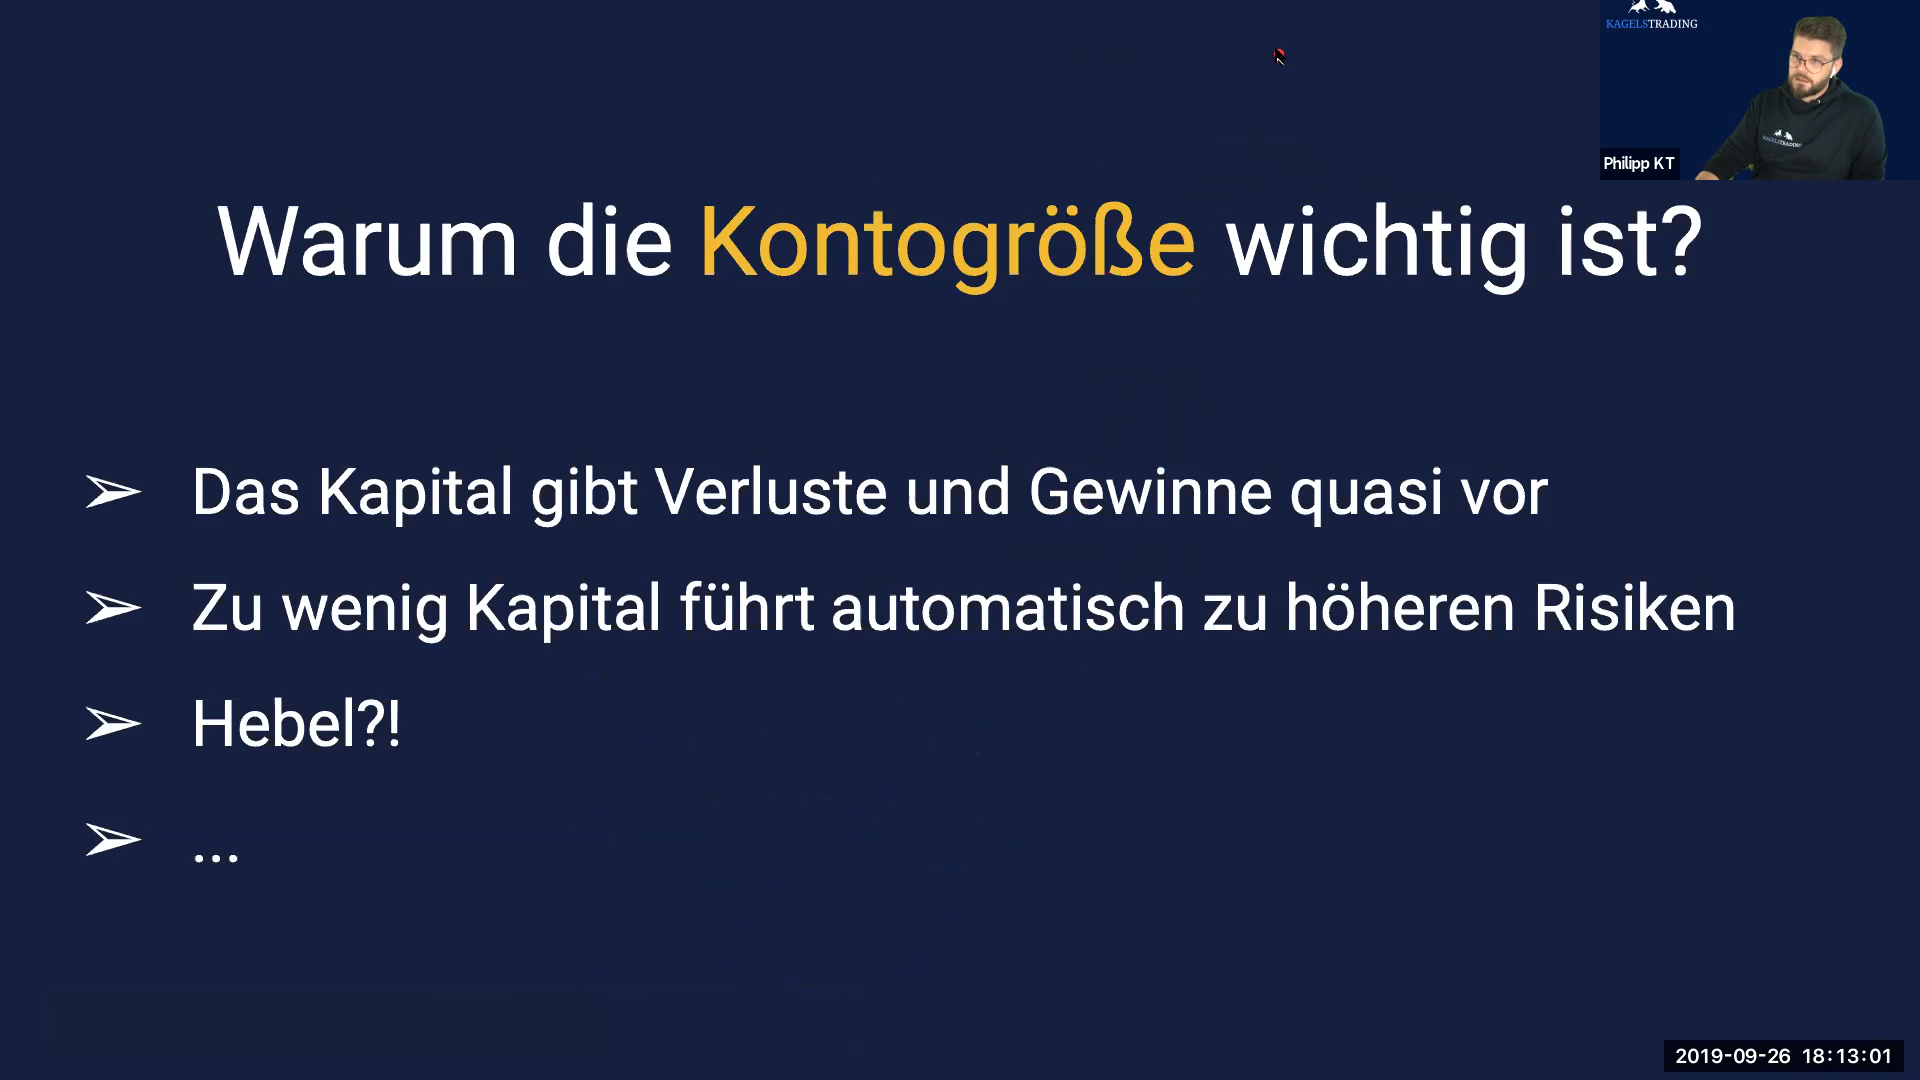 KAGELSTRADING
KAGELSTRADING
Philipp KT
Warum die Kontogröße wichtig ist?
➢ Das Kapital gibt Verluste und Gewinne quasi vor
➢ Zu wenig Kapital führt automatisch zu höheren Risiken
➢ Hebel?!
➢ ...
2019-09-26 18:13:01